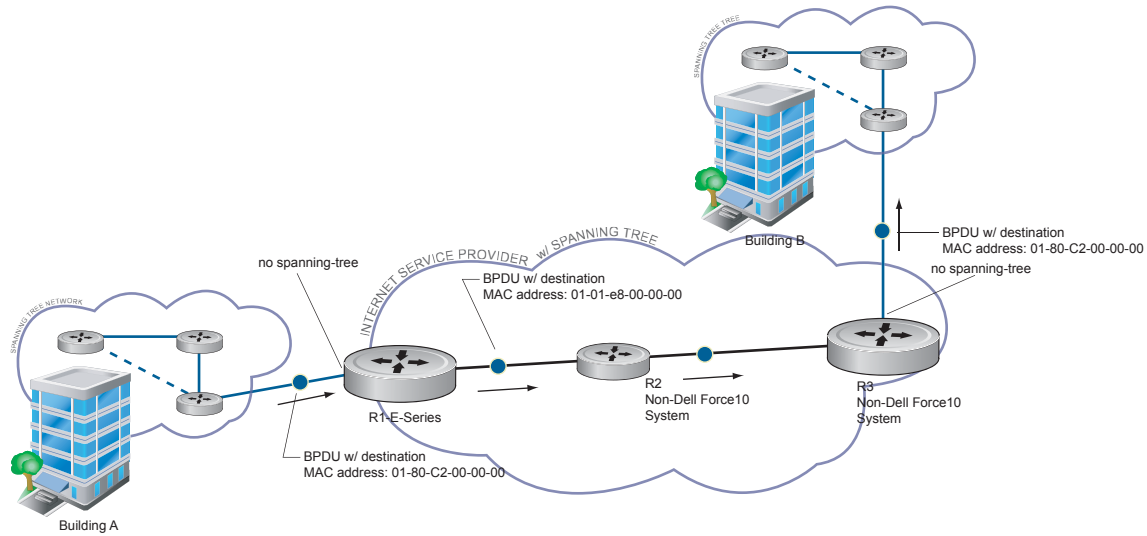 SPANNING TREE TREE
Building B
BPDU w/ destination
MAC address: 01-80-C2-00-00-00
no spanning-tree
INTERNET SERVICE PROVIDER w/ SPANNING TREE
no spanning-tree
BPDU w/ destination
MAC address: 01-01-e8-00-00-00
SPANNING TREE NETWORK
R1-E-Series
R2
Non-Dell Force10
System
R3
Non-Dell Force10
System
BPDU w/ destination
MAC address: 01-80-C2-00-00-00
Building A